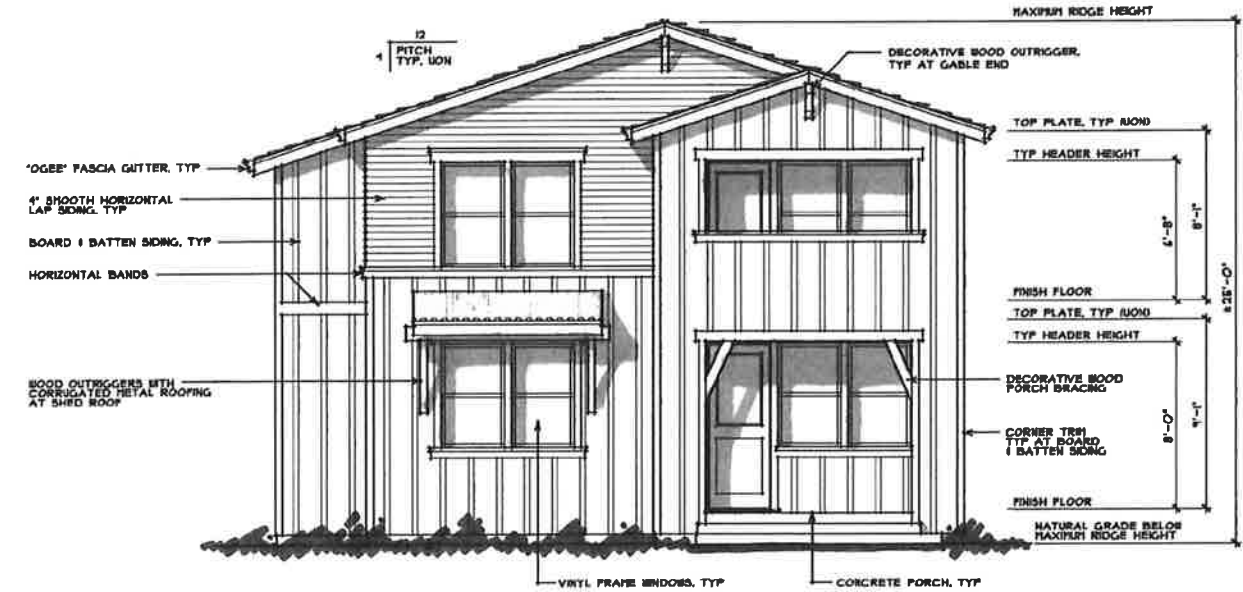 MAXIMUM RIDGE HEIGHT
12
4
PITCH
TYP, UON
DECORATIVE WOOD OUTRIGGER,
TYP AT GABLE END
TOP PLATE, TYP (UON)
TYP HEADER HEIGHT
"OGEE" FASCIA GUTTER, TYP
4" SMOOTH HORIZONTAL
LAP SIDING, TYP
BOARD & BATTEN SIDING, TYP
HORIZONTAL BANDS
6'-8"
8'-1"
FINISH FLOOR
TOP PLATE, TYP (UON)
TYP HEADER HEIGHT
WOOD OUTRIGGERS WITH
CORRUGATED METAL ROOFING
AT SHED ROOF
DECORATIVE WOOD
PORCH BRACING
CORNER TRIM
TYP AT BOARD
& BATTEN SIDING
8'-0"
9'-1"
FINISH FLOOR
NATURAL GRADE BELOW
MAXIMUM RIDGE HEIGHT
VINYL FRAME WINDOWS, TYP
CONCRETE PORCH, TYP